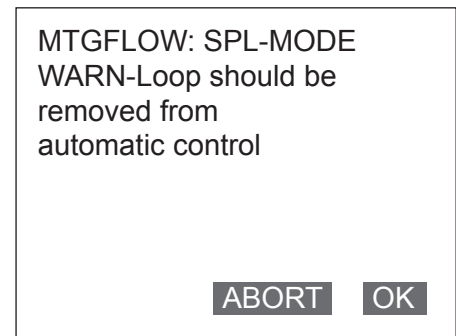 MTGFLOW: SPL-MODE
WARN-Loop should be
removed from
automatic control
ABORT OK